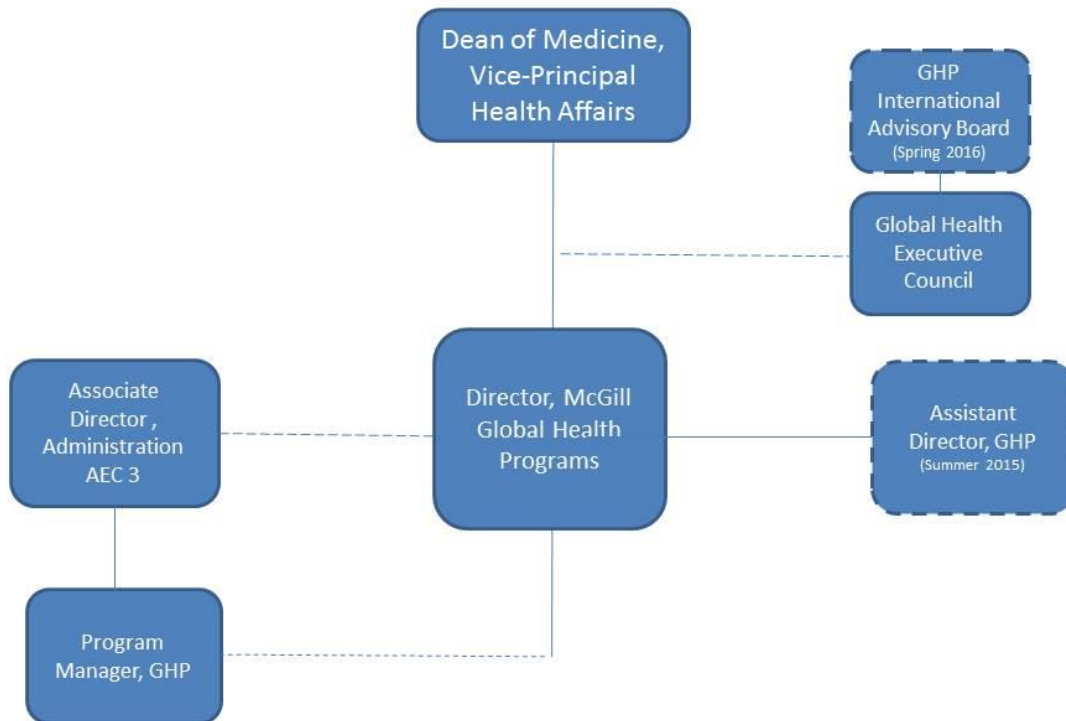 Dean of Medicine,
Vice-Principal
Health Affairs
GHP
International
Advisory Board
(Spring 2016)
Global Health
Executive
Council
Associate
Director ,
Administration
AEC 3
Director, McGill
Global Health
Programs
Assistant
Director, GHP
(Summer 2015)
Program
Manager, GHP